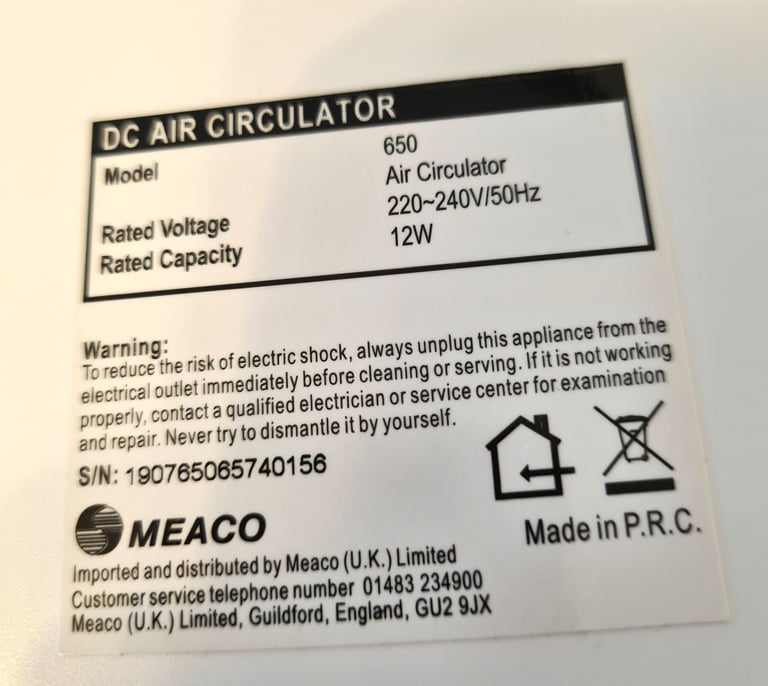 DC AIR CIRCULATOR
Model 650
Air Circulator
Rated Voltage 220~240V/50Hz
Rated Capacity 12W
Warning:
To reduce the risk of electric shock, always unplug this appliance from the
electrical outlet immediately before cleaning or serving. If it is not working
properly, contact a qualified electrician or service center for examination
and repair. Never try to dismantle it by yourself.
S/N: 190765065740156
MEACO
Made in P.R.C.
Imported and distributed by Meaco (U.K.) Limited
Customer service telephone number 01483 234900
Meaco (U.K.) Limited, Guildford, England, GU2 9JX